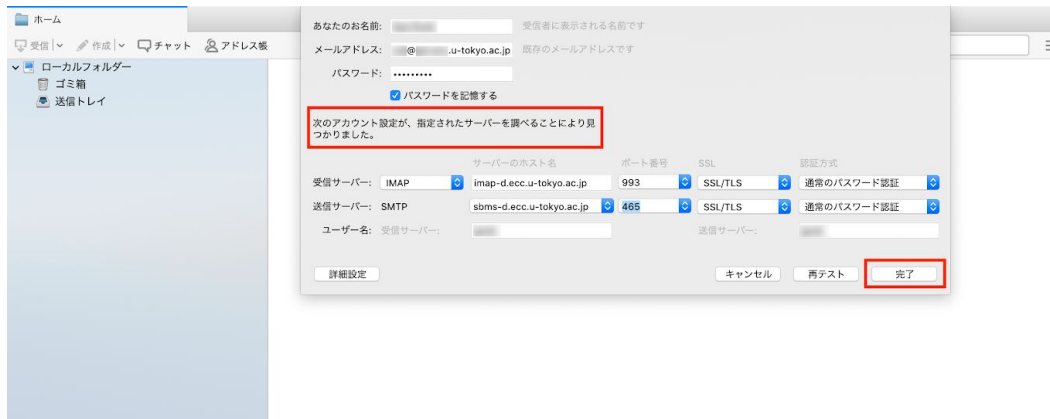 ホーム
受信 作成 チャット アドレス帳
ローカルフォルダー
ゴミ箱
送信トレイ
あなたのお名前: 受信者に表示される名前です
メールアドレス: @ .u-tokyo.ac.jp 既存のメールアドレスです
パスワード: •••••••••
パスワードを記憶する
次のアカウント設定が、指定されたサーバーを調べることにより見
つかりました。
サーバーのホスト名 ポート番号 SSL 認証方式
受信サーバー: IMAP imap-d.ecc.u-tokyo.ac.jp 993 SSL/TLS 通常のパスワード認証
送信サーバー: SMTP sbms-d.ecc.u-tokyo.ac.jp 465 SSL/TLS 通常のパスワード認証
ユーザー名: 受信サーバー: 送信サーバー:
詳細設定 キャンセル 再テスト 完了